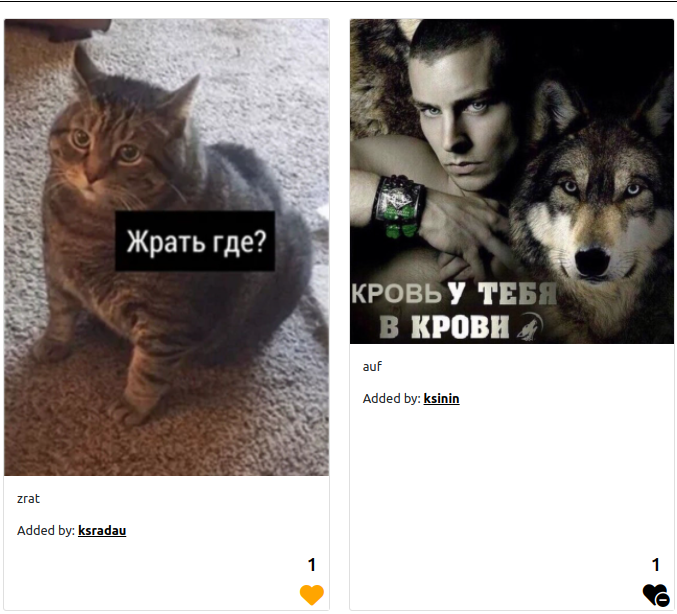 Жрать где?
zrat
Added by: ksradau
1
КРОВЬ У ТЕБЯ
В КРОВИ
auf
Added by: ksinin
1